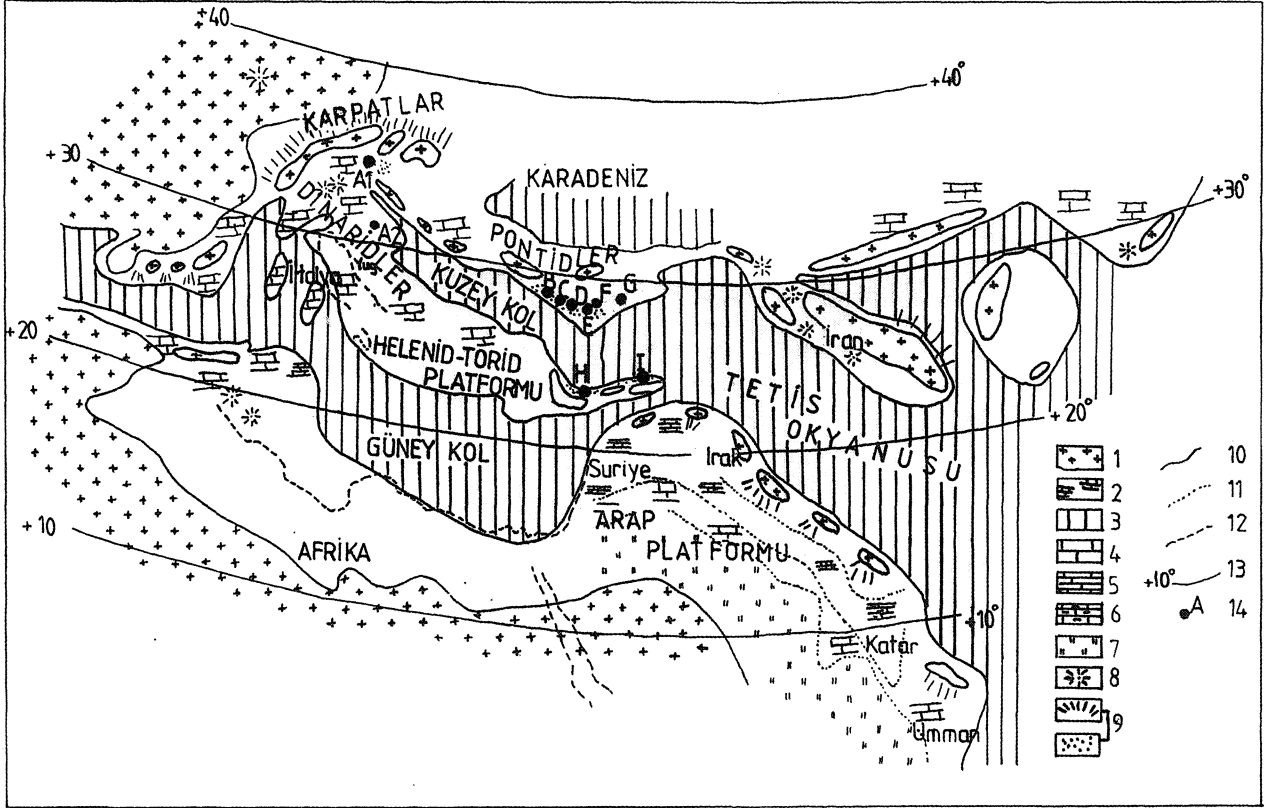 +40
+40°
KARPATLAR
+30
A1
KARADENİZ
+30°
DİNARİDLER
A2
PONTİDLER
İtalya
Yug.
KUZEY KOL
B C D F G
E
+20
HELENİD-TORİD
PLATFORMU
H
I
İran
TETİS
OKYANUSU
+20°
GÜNEY KOL
Suriye
Irak
ARAP
PLATFORMU
+10
AFRİKA
+10°
Katar
Umman
1
2
3
4
5
6
7
8
9
10
11
12
+10° 13
A 14